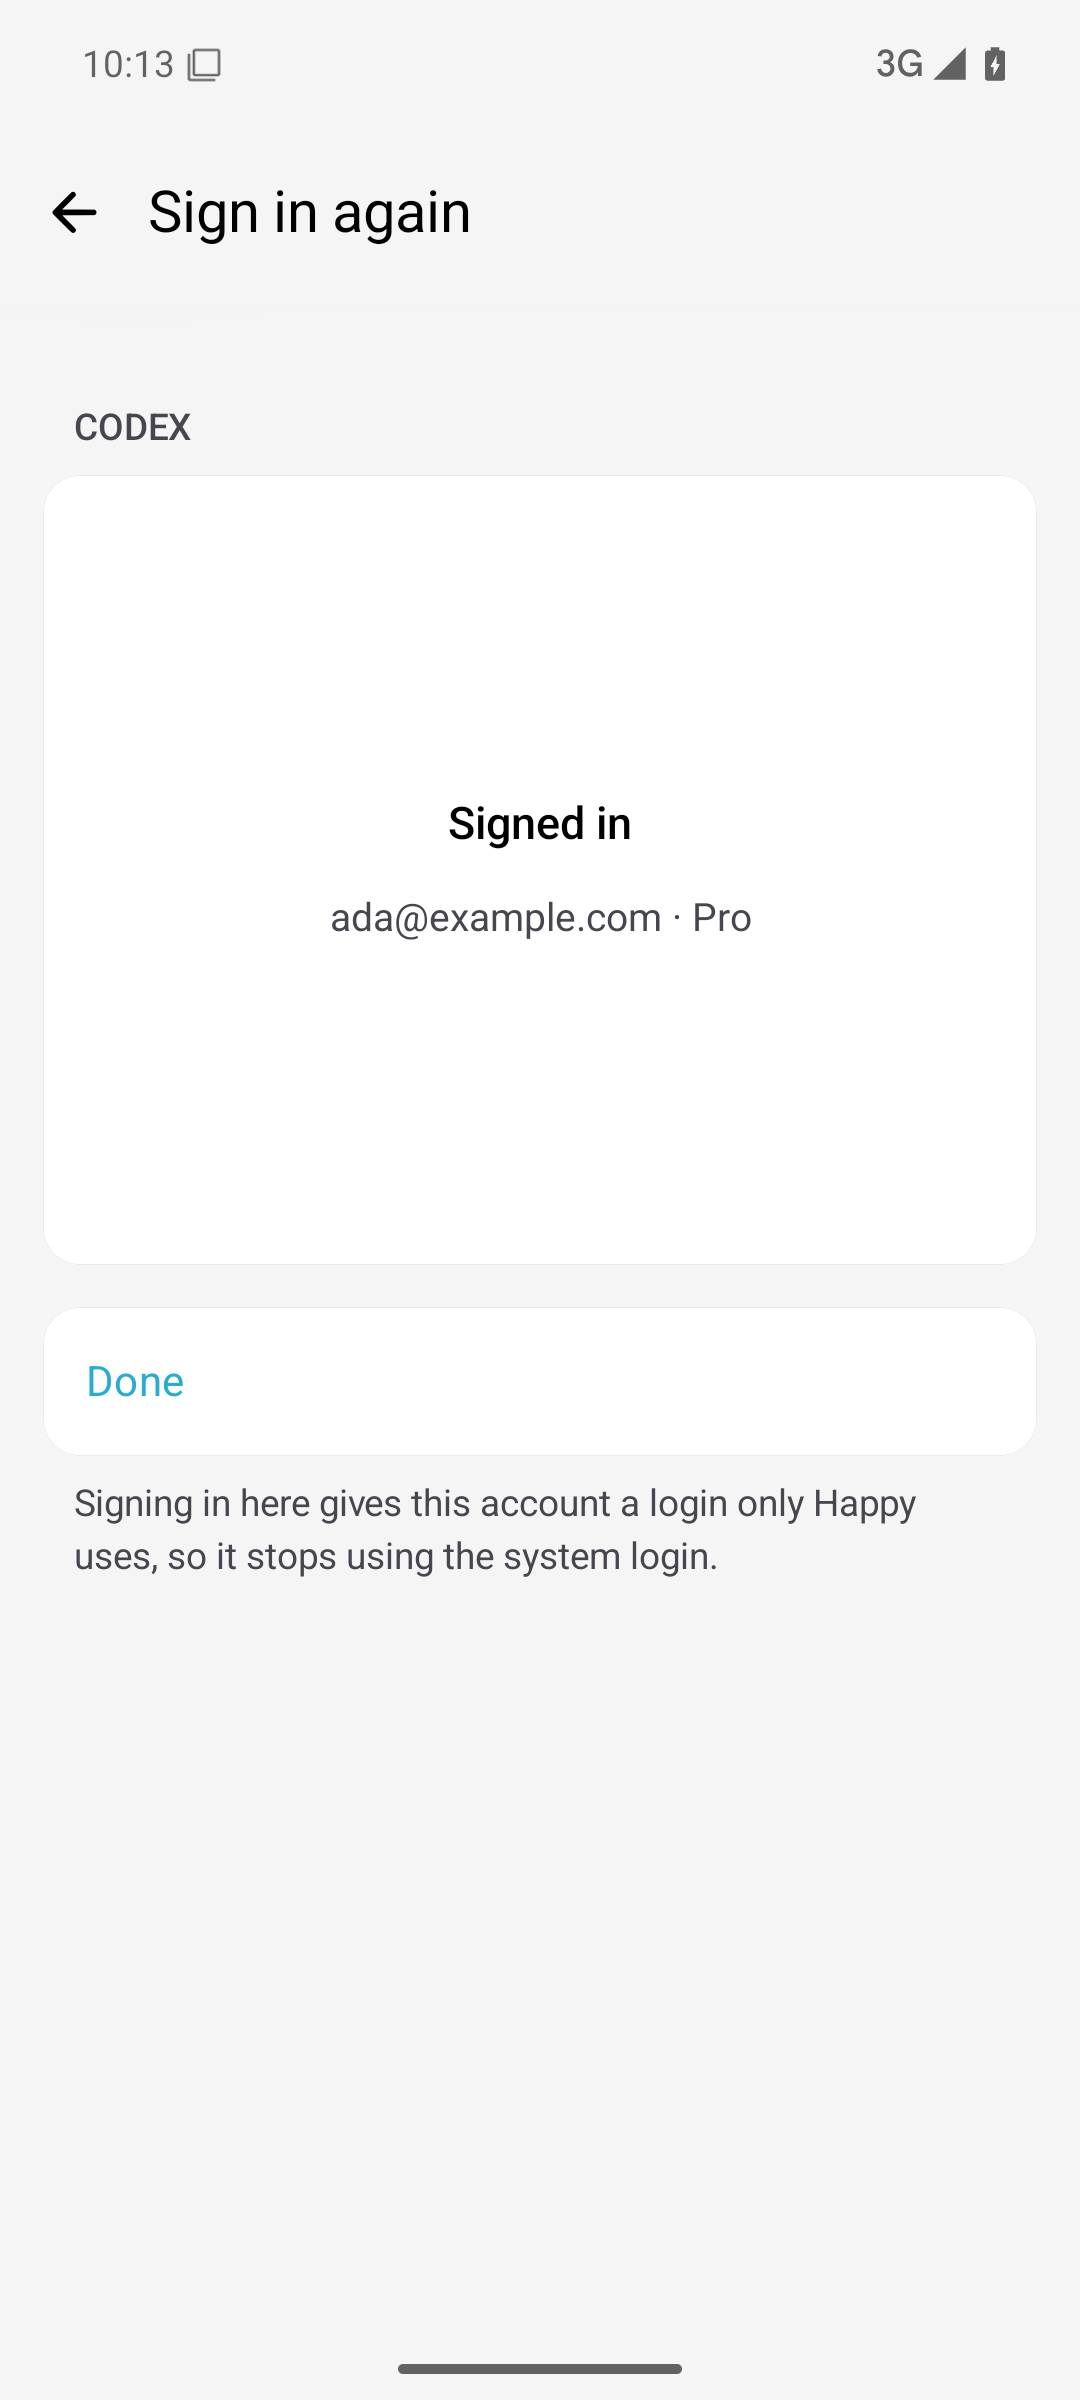 10:13
3G
Sign in again
CODEX
Signed in
ada@example.com · Pro
Done
Signing in here gives this account a login only Happy
uses, so it stops using the system login.